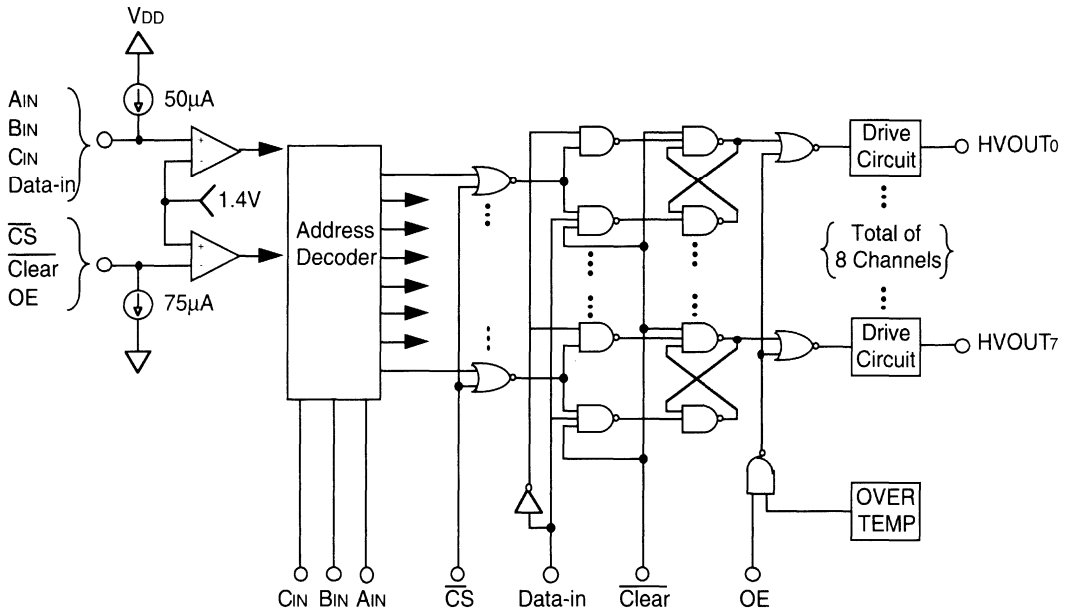 VDD
50µA
AIN
BIN
CIN
Data-in
+
-
1.4V
CS
Clear
OE
+
-
75µA
Address
Decoder
Drive
Circuit
HVOUT0
Total of
8 Channels
Drive
Circuit
HVOUT7
OVER
TEMP
CIN BIN AIN CS Data-in Clear OE